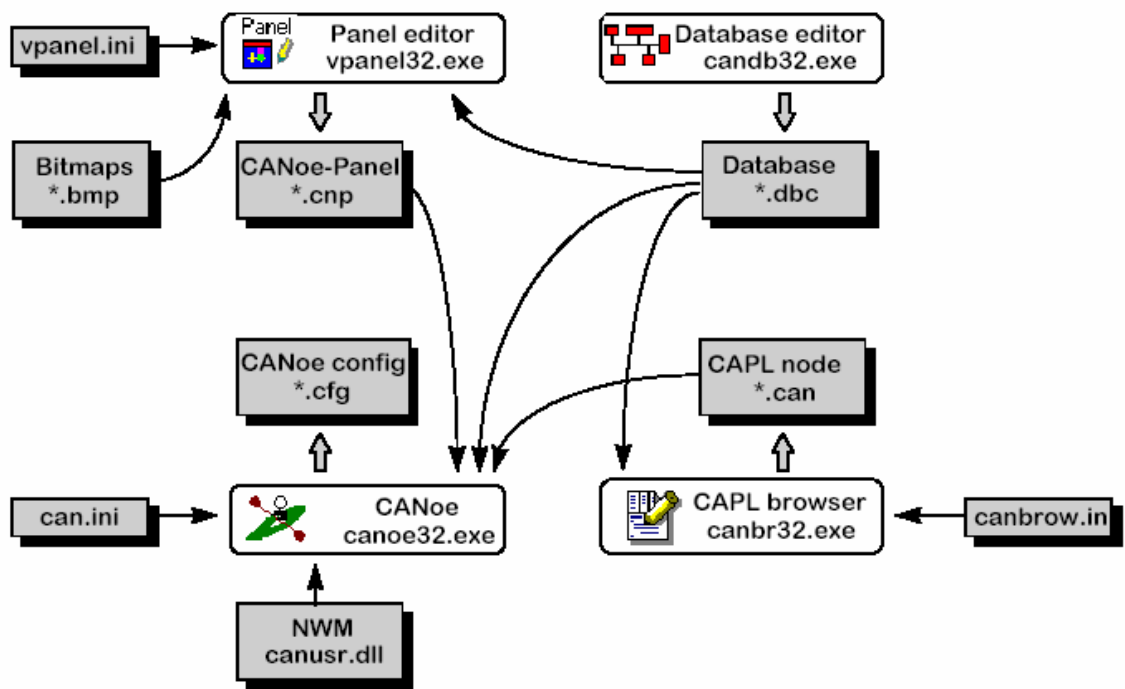 Panel
vpanel.ini
Panel editor
vpanel32.exe
Database editor
candb32.exe
Bitmaps
*.bmp
CANoe-Panel
*.cnp
Database
*.dbc
CANoe config
*.cfg
CAPL node
*.can
can.ini
CANoe
canoe32.exe
CAPL browser
canbr32.exe
canbrow.in
NWM
canusr.dll